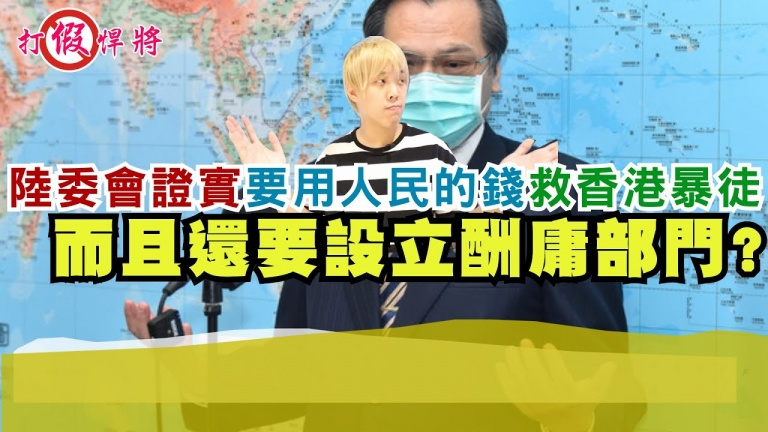 打假悍將
陸委會證實要用人民的錢救香港暴徒
而且還要設立酬庸部門?